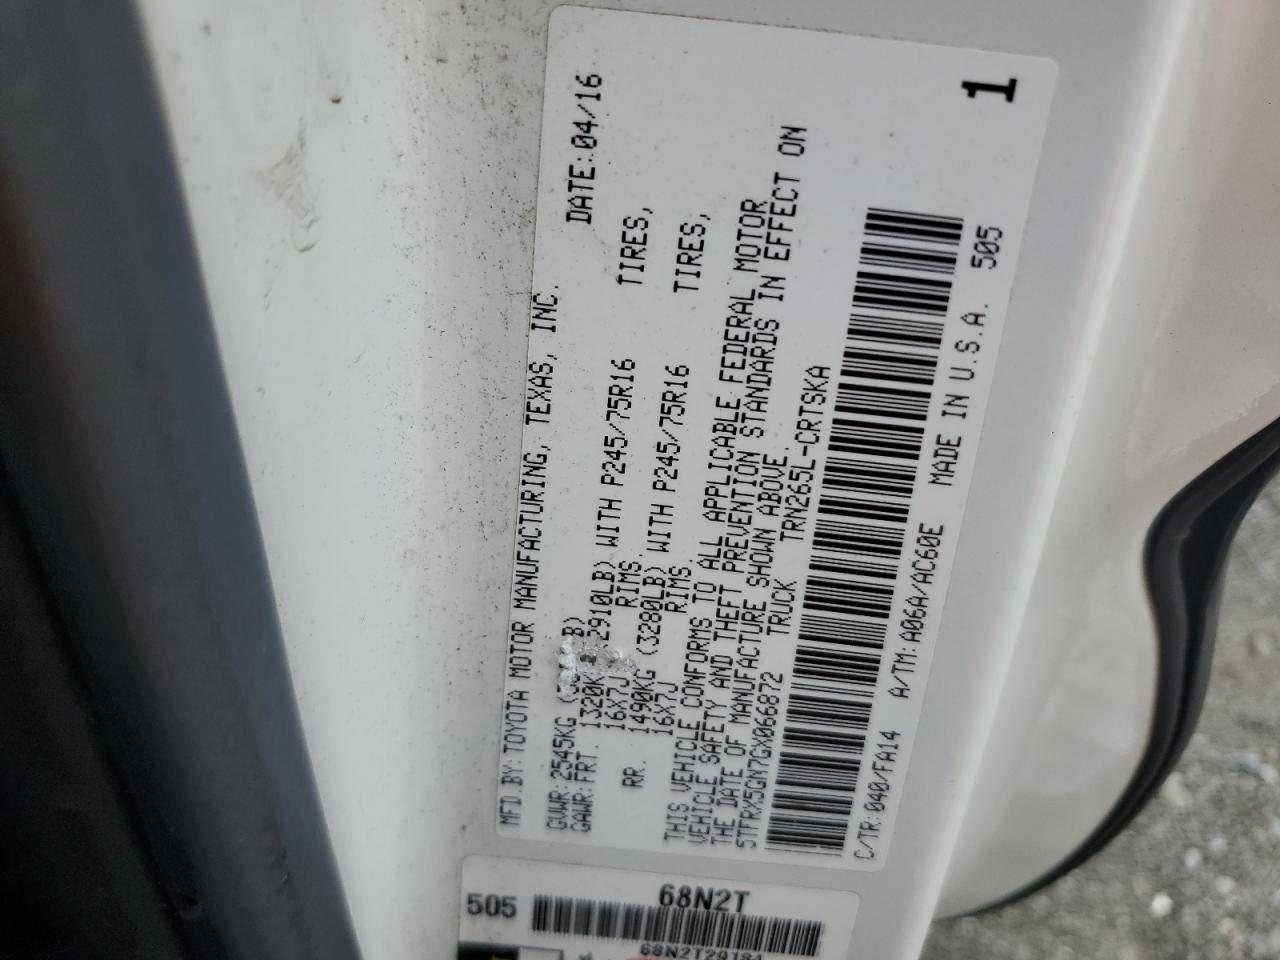 MFD.BY: TOYOTA MOTOR MANUFACTURING, TEXAS, INC. DATE: 04/16
GVWR: 2545KG
GAWR: FRT. 1320KG 2910LB) WITH P245/75R16 TIRES,
16X7J RIMS.
RR. 1490KG (3280LB) WITH P245/75R16 TIRES,
16X7J RIMS.
THIS VEHICLE CONFORMS TO ALL APPLICABLE FEDERAL MOTOR
VEHICLE SAFETY AND THEFT PREVENTION STANDARDS IN EFFECT ON
THE DATE OF MANUFACTURE SHOWN ABOVE.
5TFRX5GN7GX066872 TRUCK TRN265L-CRTSKA
C/TR: 040/FA14 A/TM: A06A/AC60E MADE IN U.S.A. 505
1
68N2T
505
68N2T29184